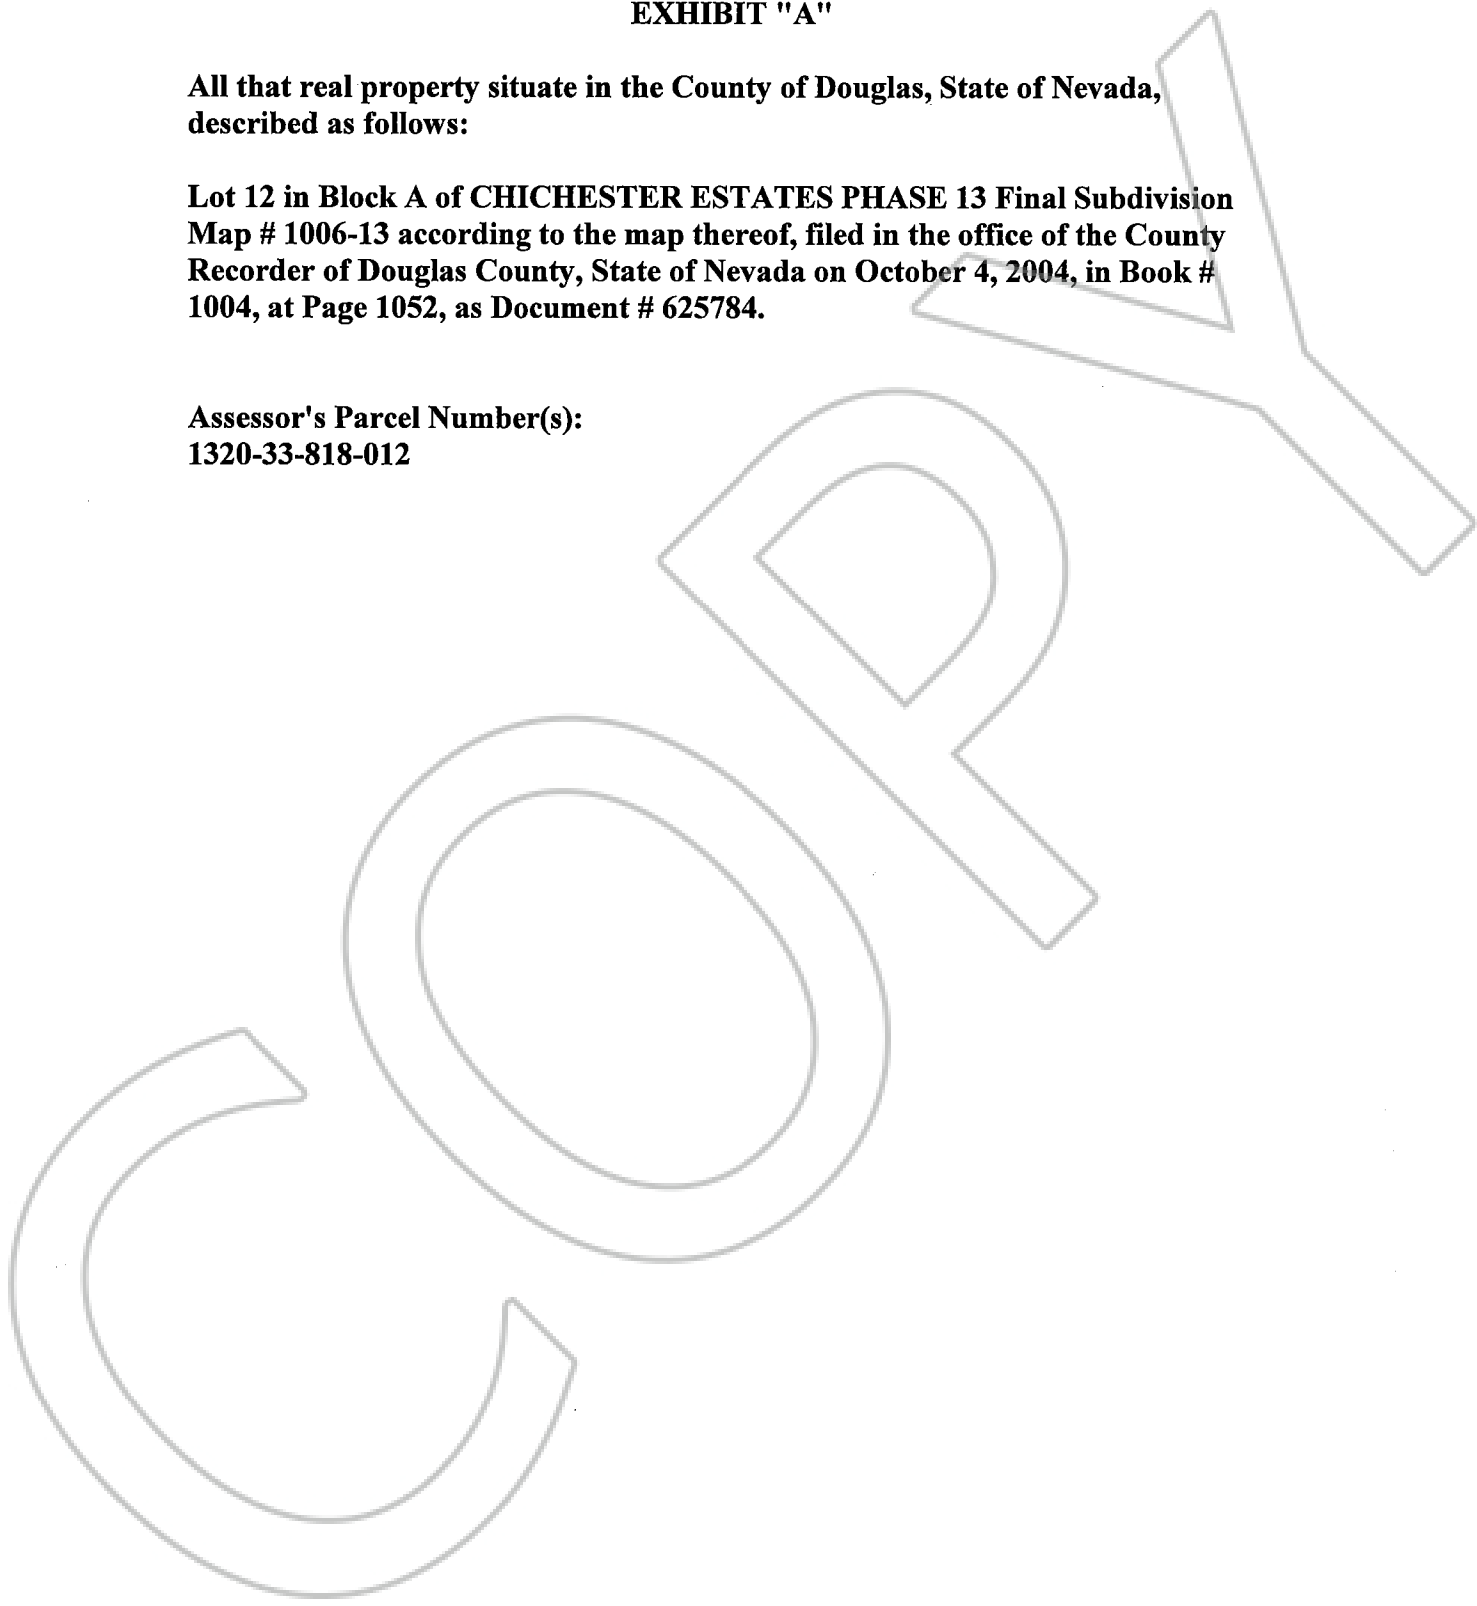 EXHIBIT "A"
All that real property situate in the County of Douglas, State of Nevada,
described as follows:
Lot 12 in Block A of CHICHESTER ESTATES PHASE 13 Final Subdivision
Map # 1006-13 according to the map thereof, filed in the office of the County
Recorder of Douglas County, State of Nevada on October 4, 2004, in Book #
1004, at Page 1052, as Document # 625784.
Assessor's Parcel Number(s):
1320-33-818-012
COPY